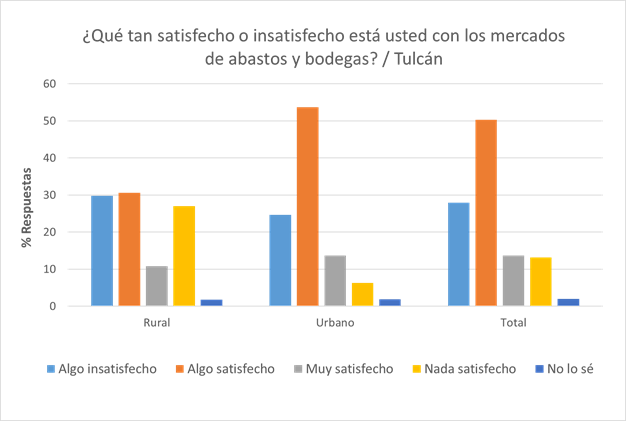 ¿Qué tan satisfecho o insatisfecho está usted con los mercados
de abastos y bodegas? / Tulcán
% Respuestas
60
50
40
30
20
10
0
Rural
Urbano
Total
Algo insatisfecho
Algo satisfecho
Muy satisfecho
Nada satisfecho
No lo sé